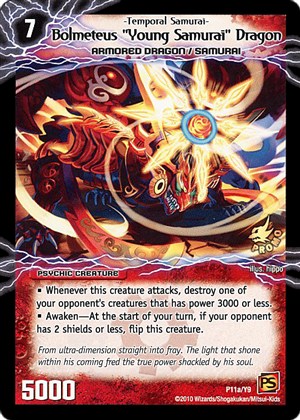 7
-Temporal Samurai-
Bolmeteus "Young Samurai" Dragon
ARMORED DRAGON / SAMURAI
PROMO
illus. hippo
PSYCHIC CREATURE
■ Whenever this creature attacks, destroy one of
your opponent's creatures that has power 3000 or less.
■ Awaken—At the start of your turn, if your opponent
has 2 shields or less, flip this creature.
From ultra-dimension straight into fray. The light that shone
within his coming fred the true power shackled by his soul.
5000
P11a/Y9
PS
©2010 Wizards/Shogakukan/Mitsui-Kids